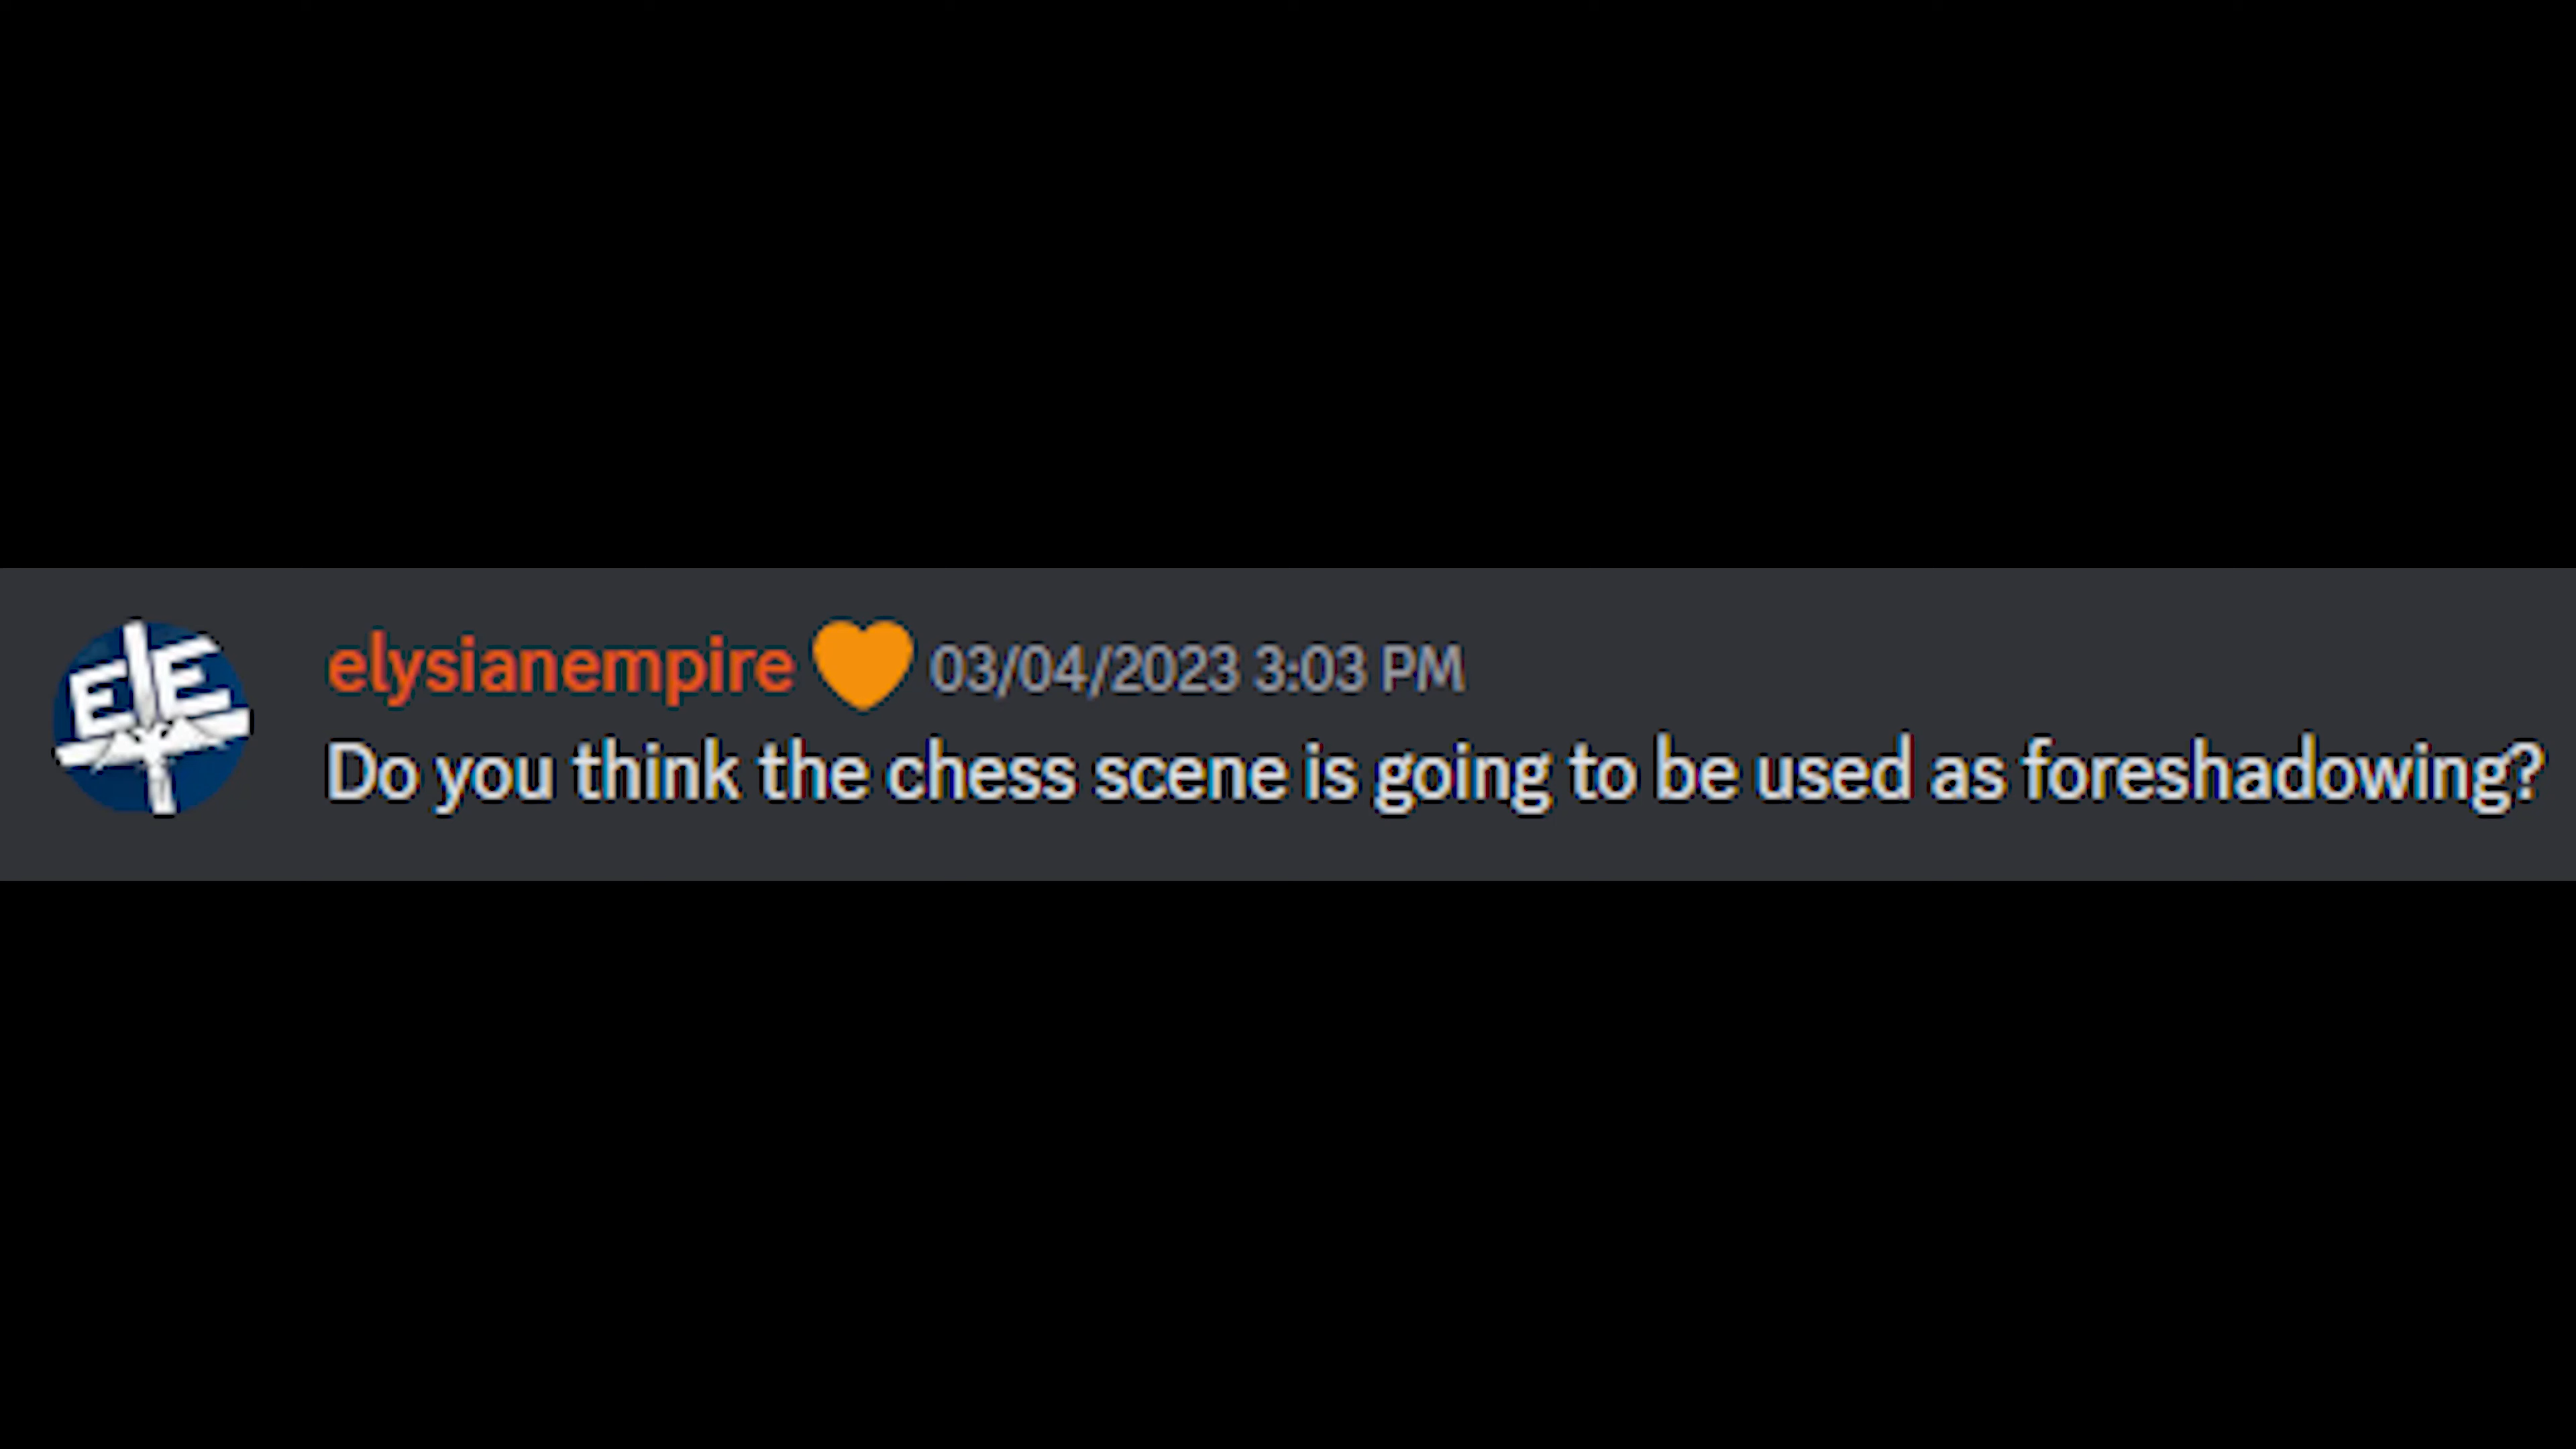 EE
elysianempire 🧡 03/04/2023 3:03 PM
Do you think the chess scene is going to be used as foreshadowing?